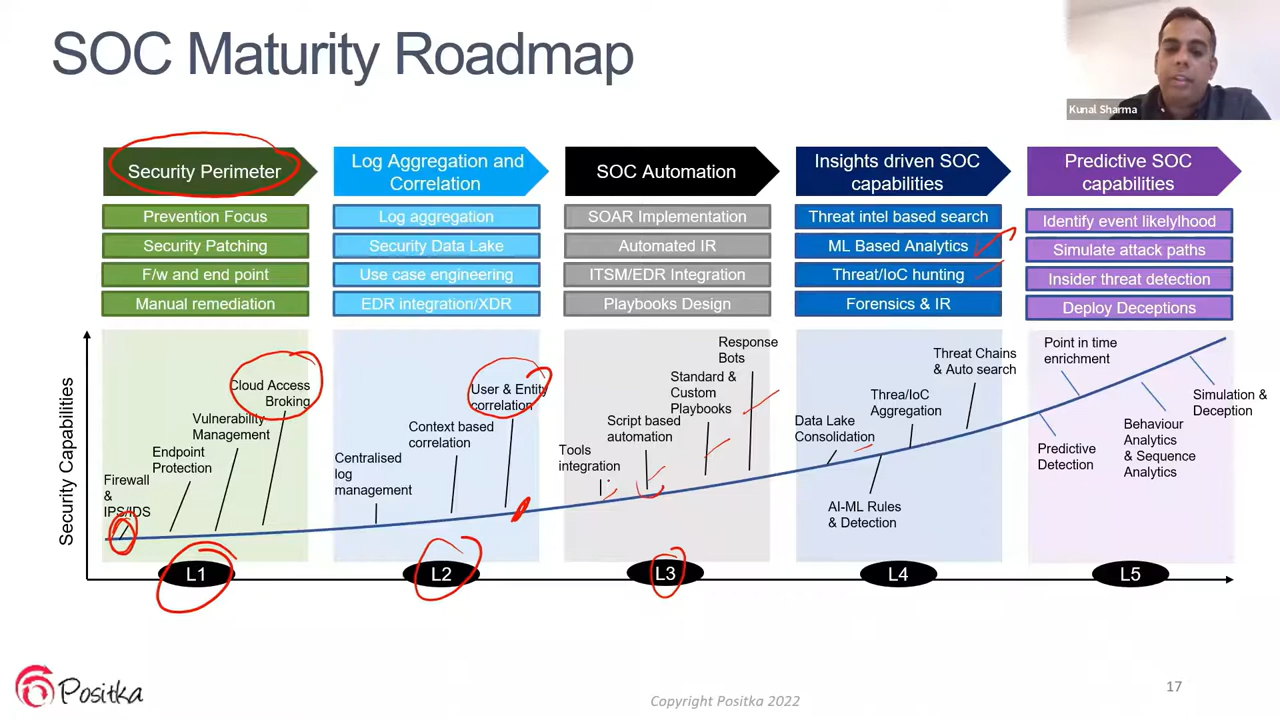 SOC Maturity Roadmap
Kunal Sharma
Security Perimeter
Prevention Focus
Security Patching
F/w and end point
Manual remediation
Log Aggregation and
Correlation
Log aggregation
Security Data Lake
Use case engineering
EDR integration/XDR
SOC Automation
SOAR Implementation
Automated IR
ITSM/EDR Integration
Playbooks Design
Insights driven SOC
capabilities
Threat intel based search
ML Based Analytics
Threat/IoC hunting
Forensics & IR
Predictive SOC
capabilities
Identify event likelylhood
Simulate attack paths
Insider threat detection
Deploy Deceptions
Security Capabilities
Firewall
&
IPS/IDS
Endpoint
Protection
Vulnerability
Management
Cloud Access
Broking
Centralised
log
management
Context based
correlation
User & Entity
correlation
Tools
integration
Script based
automation
Standard &
Custom
Playbooks
Response
Bots
Data Lake
Consolidation
AI-ML Rules
& Detection
Threa/IoC
Aggregation
Threat Chains
& Auto search
Predictive
Detection
Point in time
enrichment
Behaviour
Analytics
& Sequence
Analytics
Simulation &
Deception
L1
L2
L3
L4
L5
Positka
Copyright Positka 2022
17